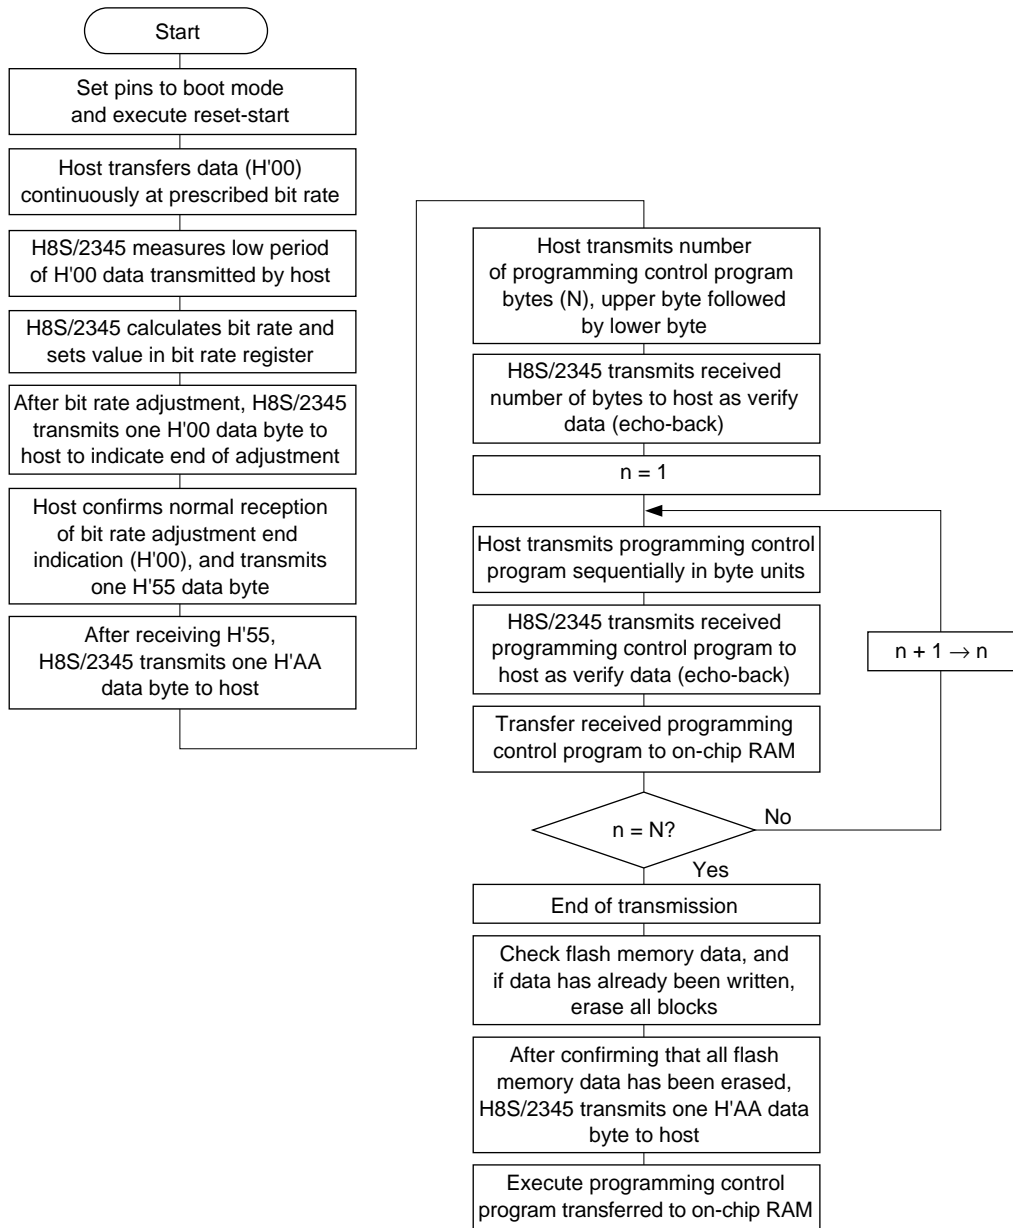 Start
Set pins to boot mode
and execute reset-start
Host transfers data (H'00)
continuously at prescribed bit rate
H8S/2345 measures low period
of H'00 data transmitted by host
H8S/2345 calculates bit rate and
sets value in bit rate register
After bit rate adjustment, H8S/2345
transmits one H'00 data byte to
host to indicate end of adjustment
Host confirms normal reception
of bit rate adjustment end
indication (H'00), and transmits
one H'55 data byte
After receiving H'55,
H8S/2345 transmits one H'AA
data byte to host
Host transmits number
of programming control program
bytes (N), upper byte followed
by lower byte
H8S/2345 transmits received
number of bytes to host as verify
data (echo-back)
n = 1
Host transmits programming control
program sequentially in byte units
H8S/2345 transmits received
programming control program to
host as verify data (echo-back)
n + 1 → n
Transfer received programming
control program to on-chip RAM
n = N?
No
Yes
End of transmission
Check flash memory data, and
if data has already been written,
erase all blocks
After confirming that all flash
memory data has been erased,
H8S/2345 transmits one H'AA data
byte to host
Execute programming control
program transferred to on-chip RAM